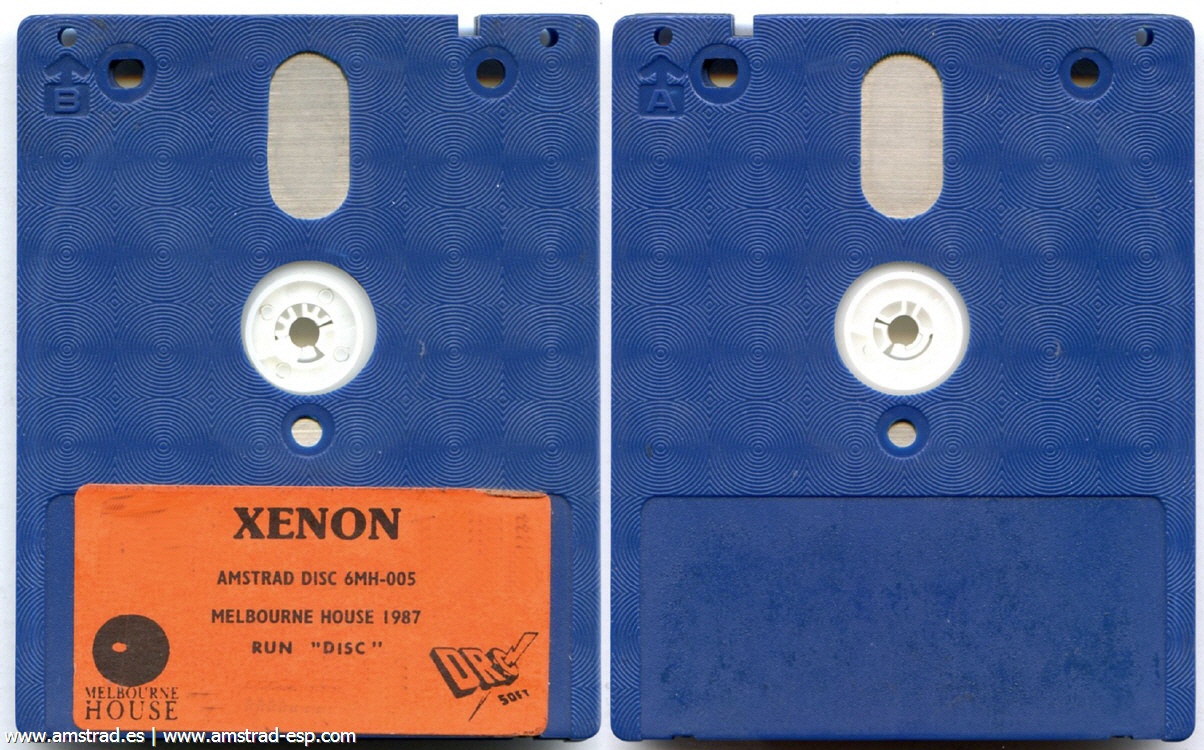 B
A
XENON
AMSTRAD DISC 6MH-005
MELBOURNE HOUSE 1987
RUN "DISC"
MELBOURNE
HOUSE
DRO
SOFT
www.amstrad.es | www.amstrad-esp.com